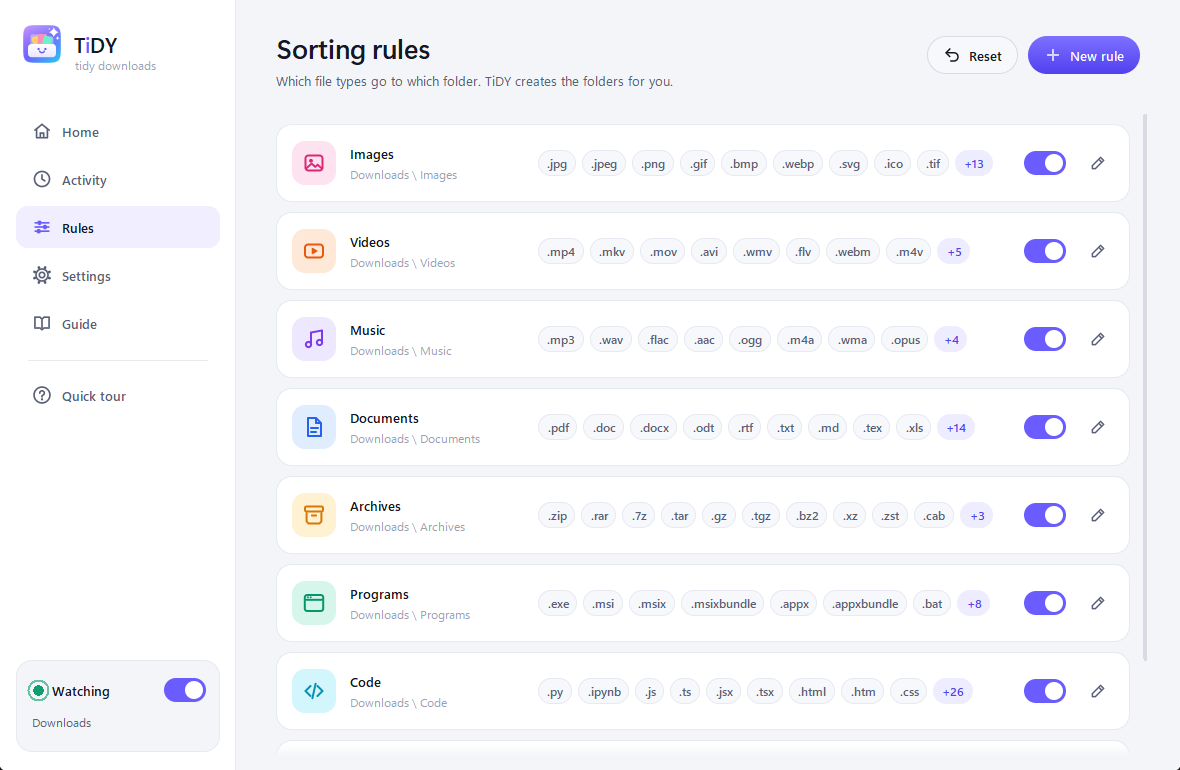 TiDY
tidy downloads
Home
Activity
Rules
Settings
Guide
Quick tour
Watching
Downloads
Sorting rules
Which file types go to which folder. TiDY creates the folders for you.
Reset
New rule
Images
Downloads \ Images
.jpg .jpeg .png .gif .bmp .webp .svg .ico .tif +13
Videos
Downloads \ Videos
.mp4 .mkv .mov .avi .wmv .flv .webm .m4v +5
Music
Downloads \ Music
.mp3 .wav .flac .aac .ogg .m4a .wma .opus +4
Documents
Downloads \ Documents
.pdf .doc .docx .odt .rtf .txt .md .tex .xls +14
Archives
Downloads \ Archives
.zip .rar .7z .tar .gz .tgz .bz2 .xz .zst .cab +3
Programs
Downloads \ Programs
.exe .msi .msix .msixbundle .appx .appxbundle .bat +8
Code
Downloads \ Code
.py .ipynb .js .ts .jsx .tsx .html .htm .css +26